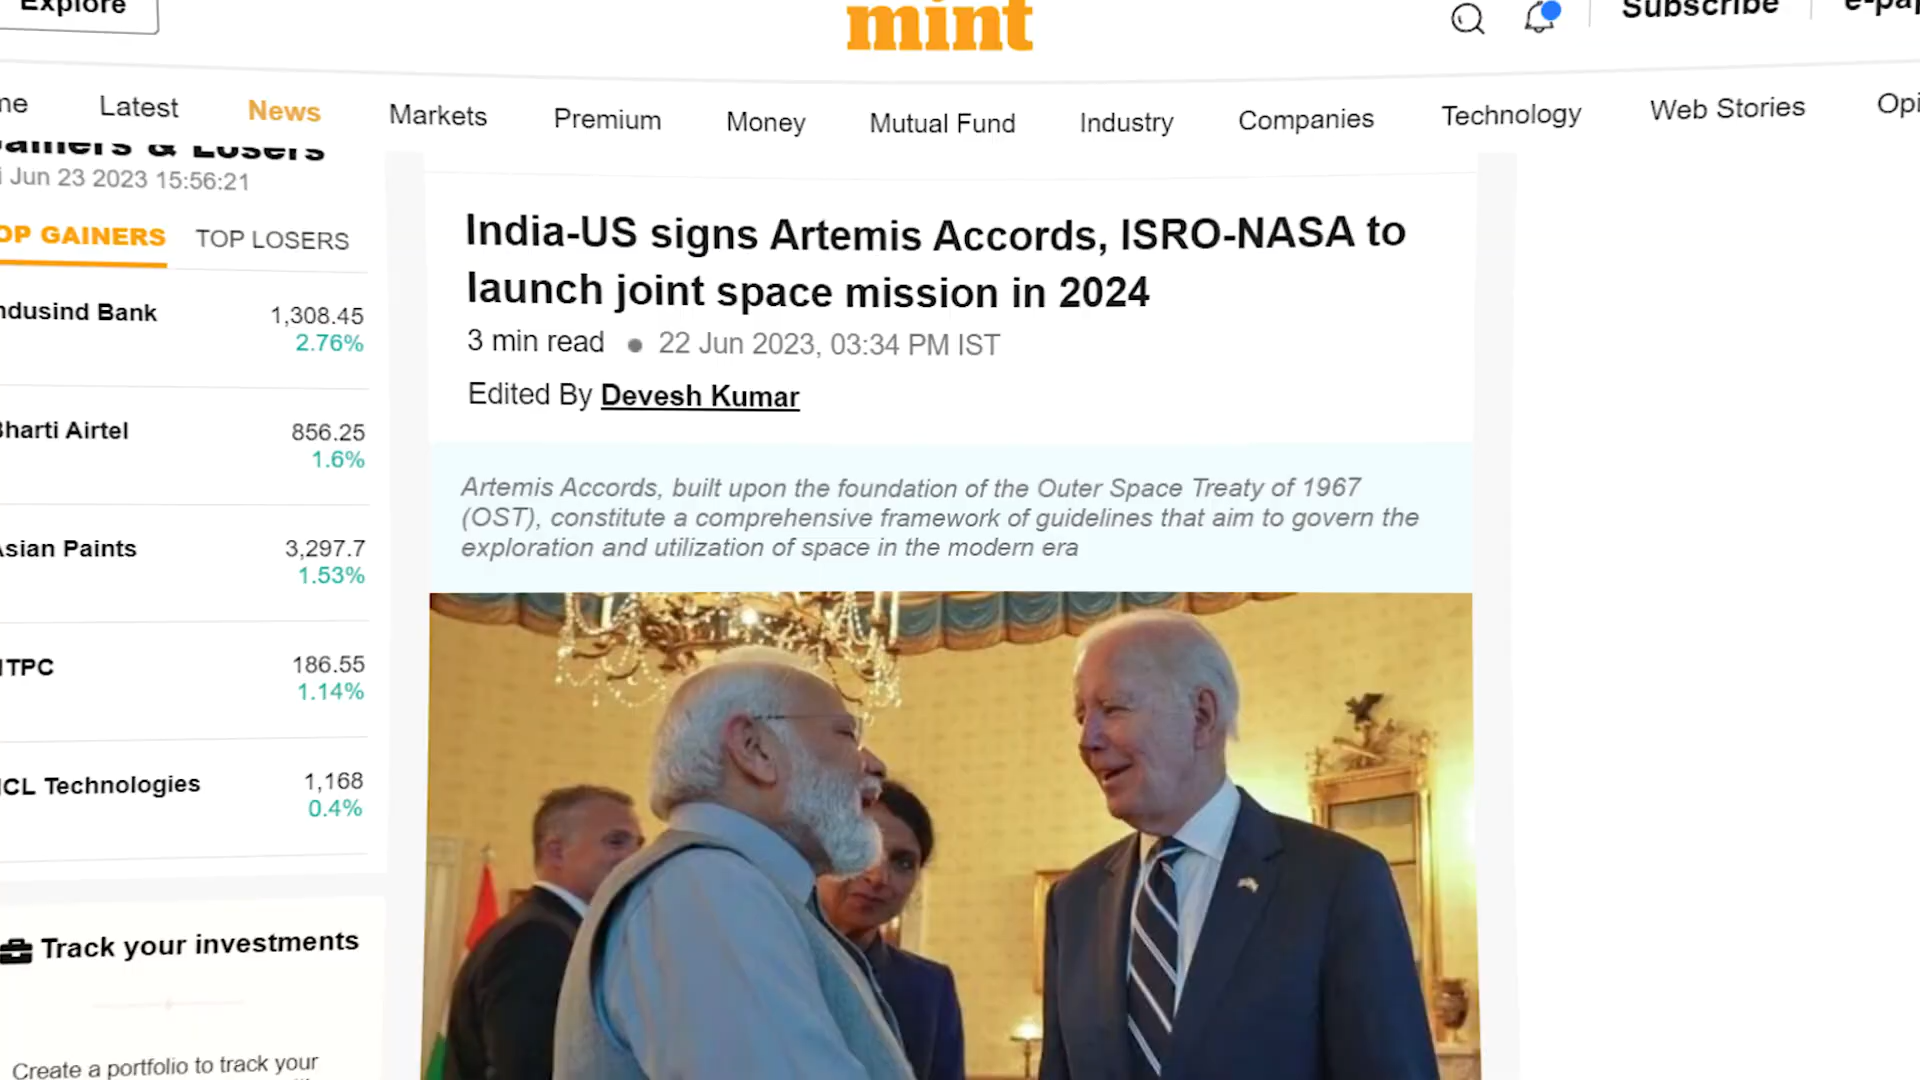 Explore
mint
Subscribe
Latest
News
Markets
Premium
Money
Mutual Fund
Industry
Companies
Technology
Web Stories
& Losers
Jun 23 2023 15:56:21
GAINERS
TOP LOSERS
Bank
1,308.45
2.76%
Airtel
856.25
1.6%
Paints
3,297.7
1.53%
186.55
1.14%
Technologies
1,168
0.4%
Track your investments
Create a portfolio to track your
India-US signs Artemis Accords, ISRO-NASA to
launch joint space mission in 2024
3 min read • 22 Jun 2023, 03:34 PM IST
Edited By Devesh Kumar
Artemis Accords, built upon the foundation of the Outer Space Treaty of 1967
(OST), constitute a comprehensive framework of guidelines that aim to govern the
exploration and utilization of space in the modern era